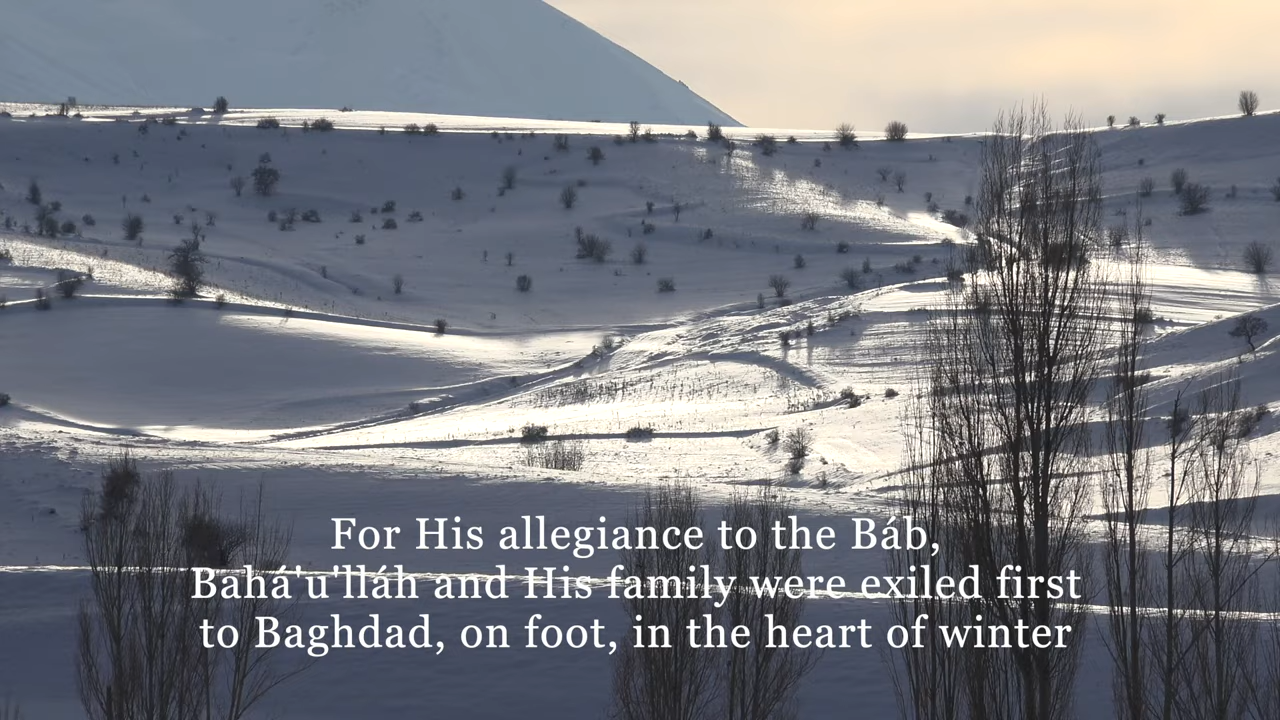 For His allegiance to the Báb,
Bahá'u'lláh and His family were exiled first
to Baghdad, on foot, in the heart of winter